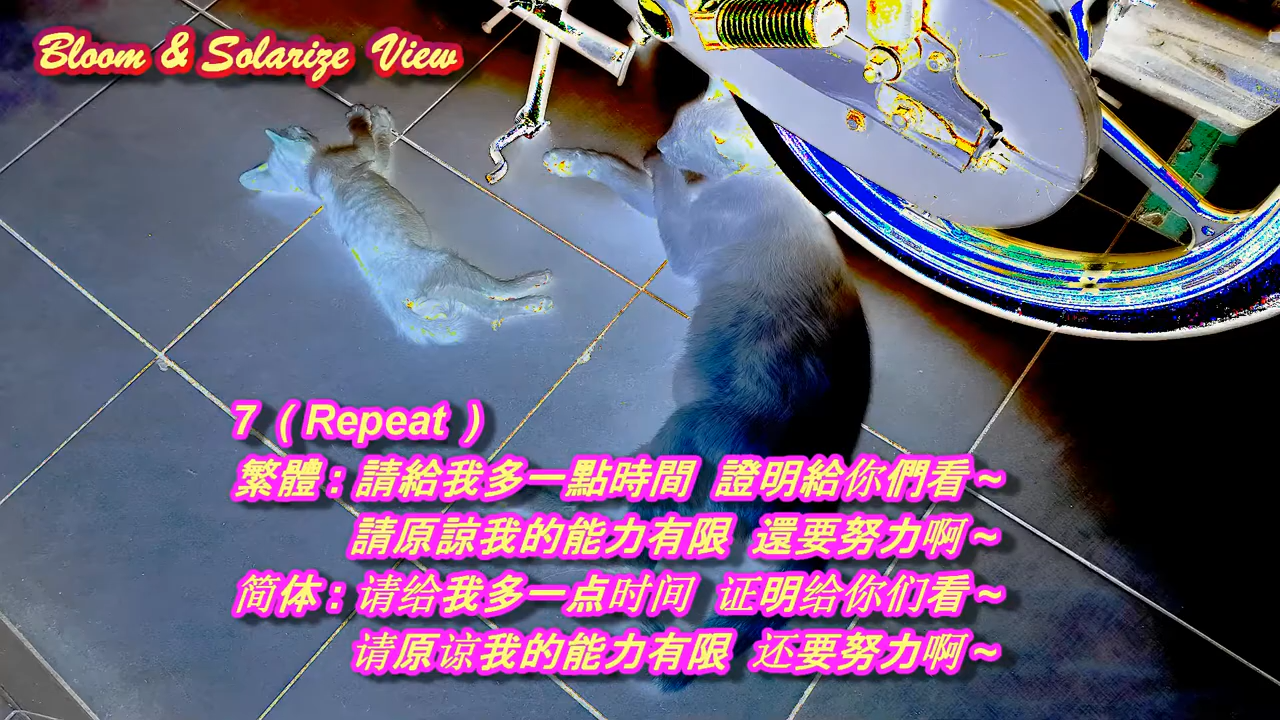 Bloom & Solarize View
7 ( Repeat )
繁體 : 請給我多一點時間 證明給你們看 ~
請原諒我的能力有限 還要努力啊 ~
简体 : 请给我多一点时间 证明给你们看 ~
请原谅我的能力有限 还要努力啊 ~